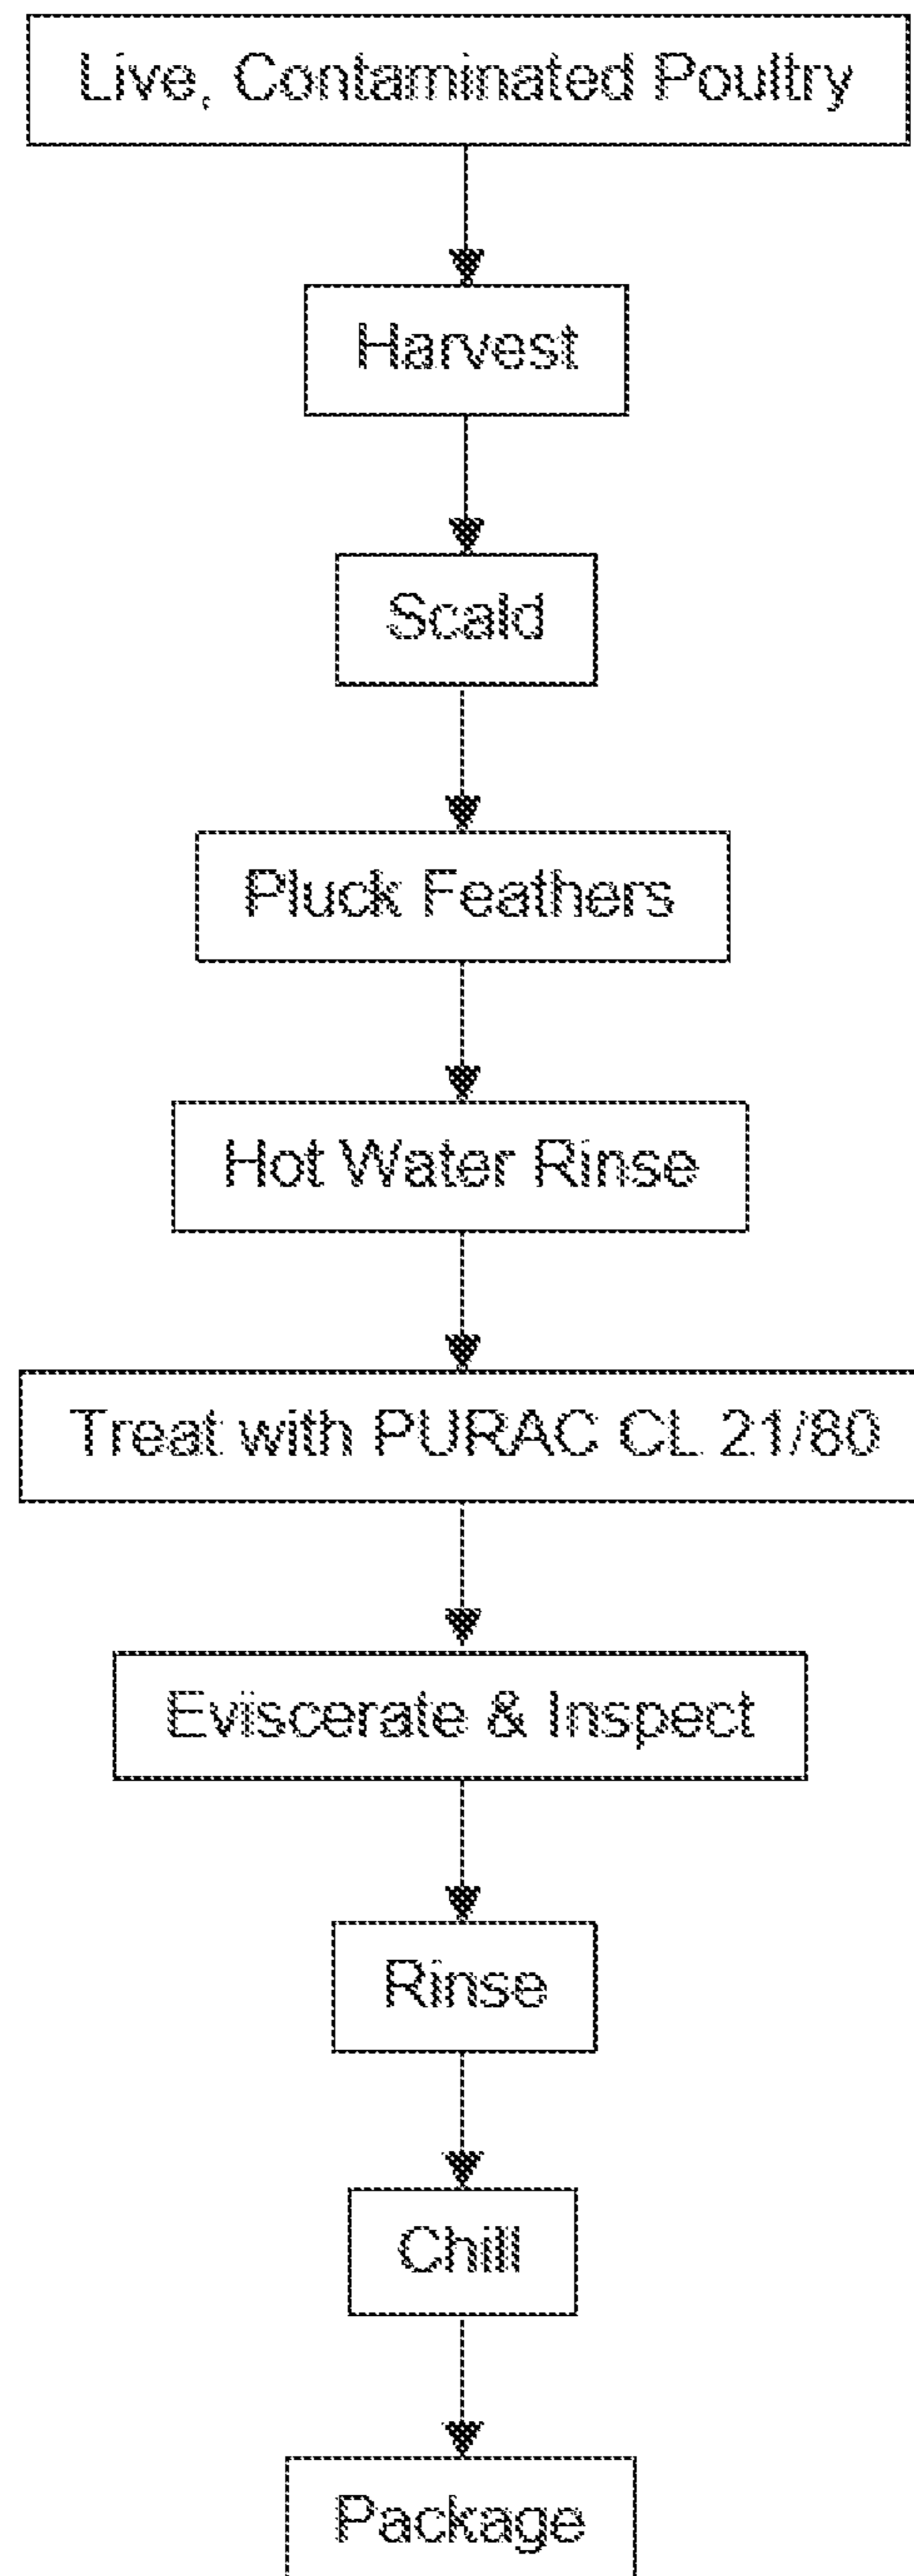 Live, Contaminated Poultry
Harvest
Scald
Pluck Feathers
Hot Water Rinse
Treat with PURAC CL 21/80
Eviscerate & Inspect
Rinse
Chill
Package